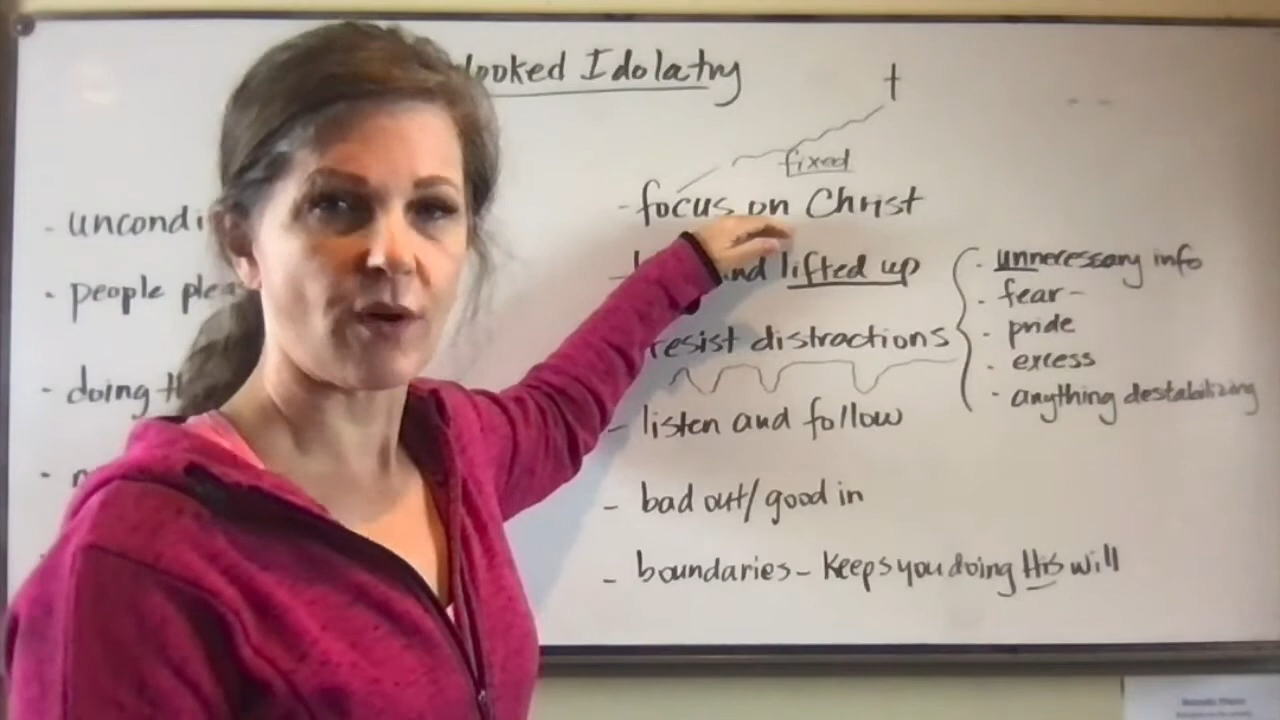 looked Idolatry
- uncondi
- people plea
- doing th
fixed
- focus on Christ
nd lifted up
resist distractions
- listen and follow
- bad out/good in
- boundaries - keeps you doing His will
- unnecessary info
- fear -
- pride
- excess
- anything destabilizing